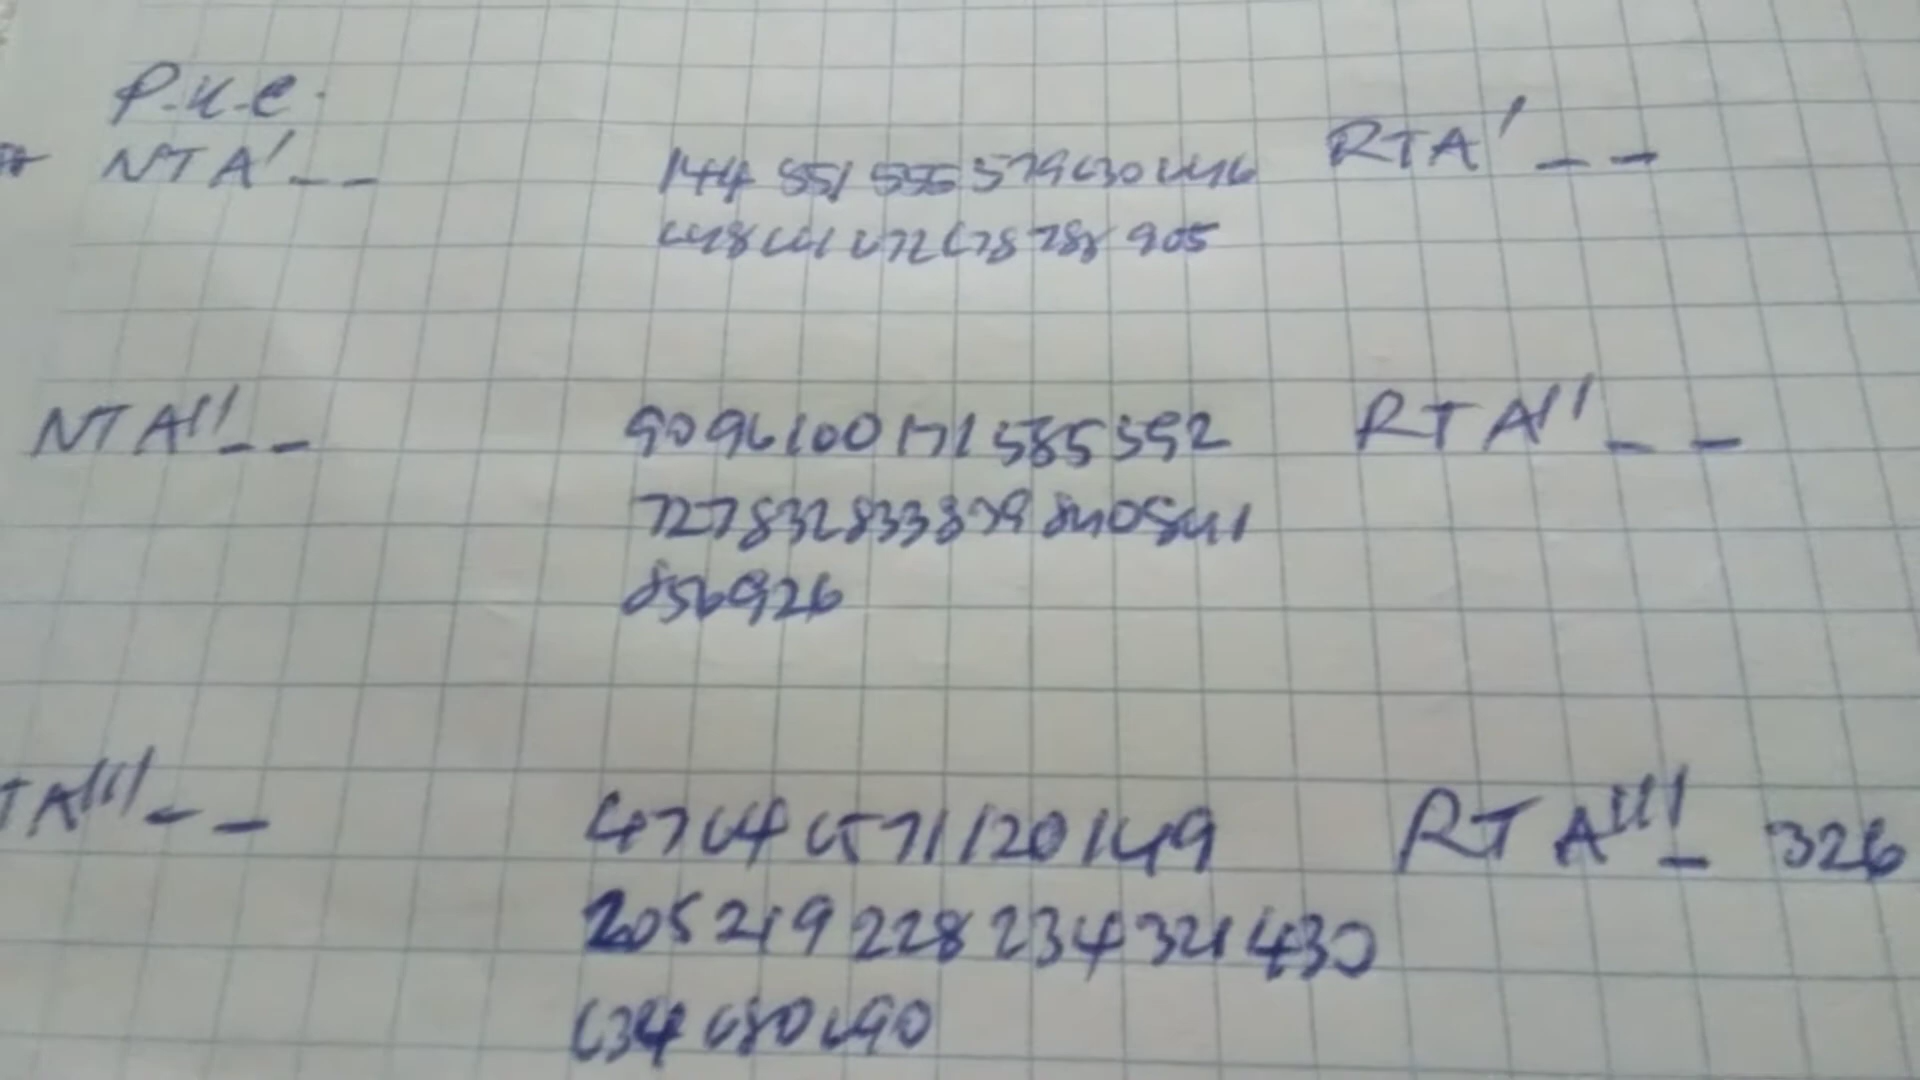 P.K.C.
NTA' _ _ 144 551 555 579 630 646 RTA' _ _
648 661 672 678 788 905
NTA'' _ _ 90 96 100 171 585 592 RTA'' _ _
727 832 833 839 840 841
856 926
TA''' _ _ 47 64 65 71 120 149 RTA''' _ 326
205 219 228 234 321 430
634 680 690